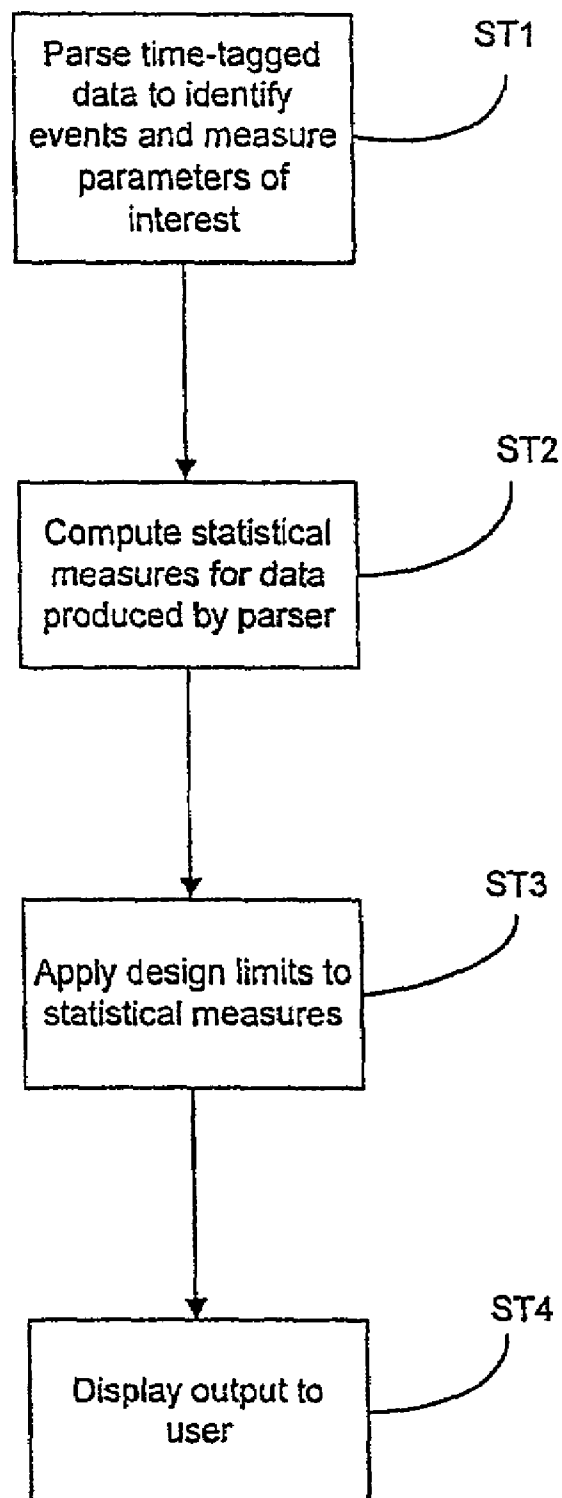 Parse time-tagged
data to identify
events and measure
parameters of
interest
ST1
Compute statistical
measures for data
produced by parser
ST2
Apply design limits to
statistical measures
ST3
Display output to
user
ST4